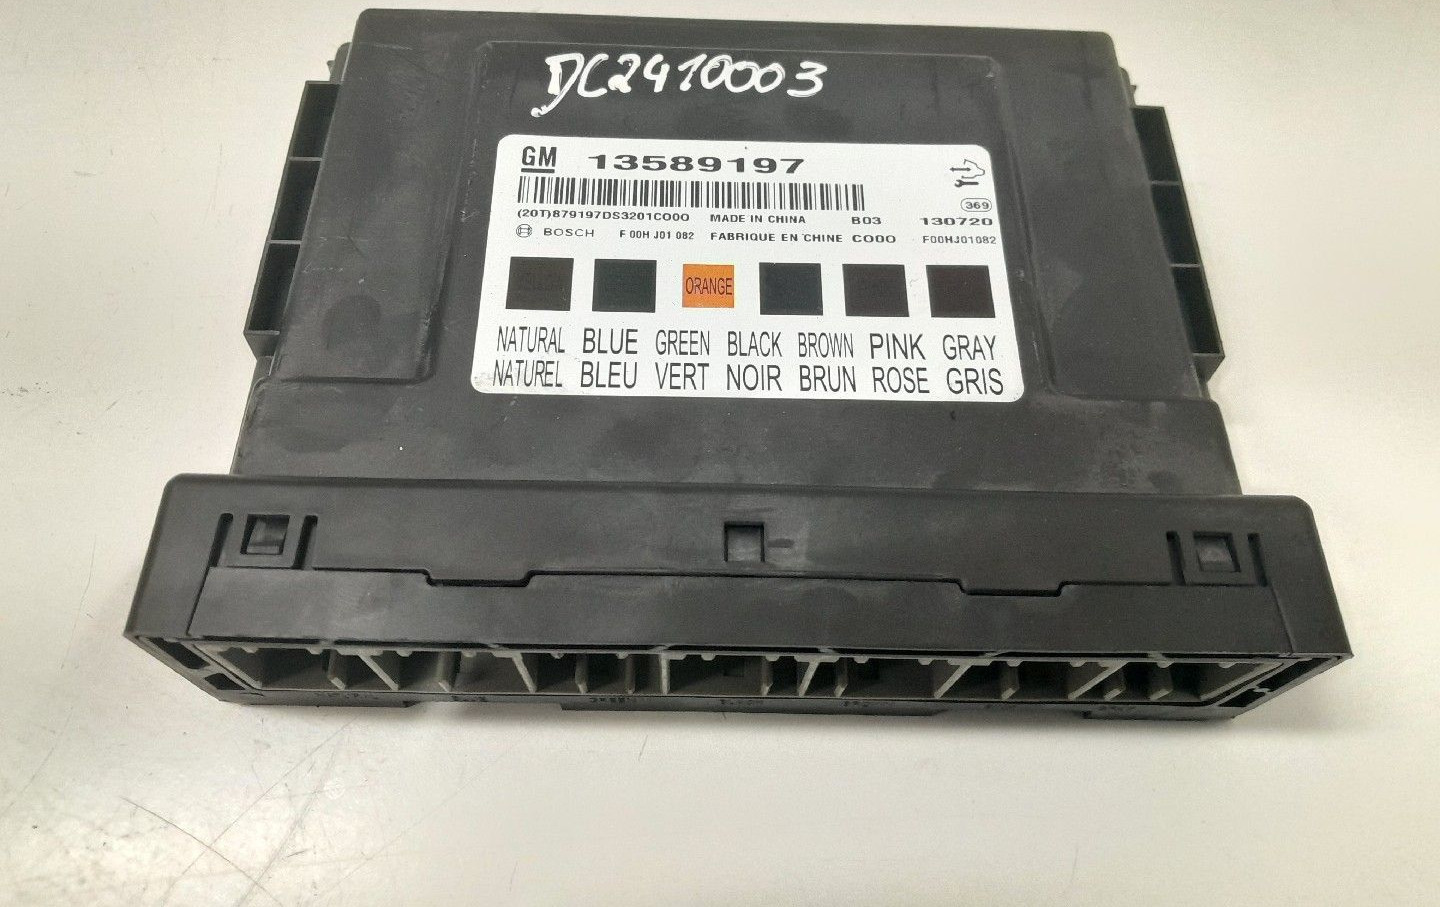 DC2410003
GM 13589197
369
(20T)879197DS3201C000 MADE IN CHINA B03 130720
BOSCH F 00H J01 082 FABRIQUE EN CHINE C000 F00HJ01082
ORANGE
NATURAL BLUE GREEN BLACK BROWN PINK GRAY
NATUREL BLEU VERT NOIR BRUN ROSE GRIS